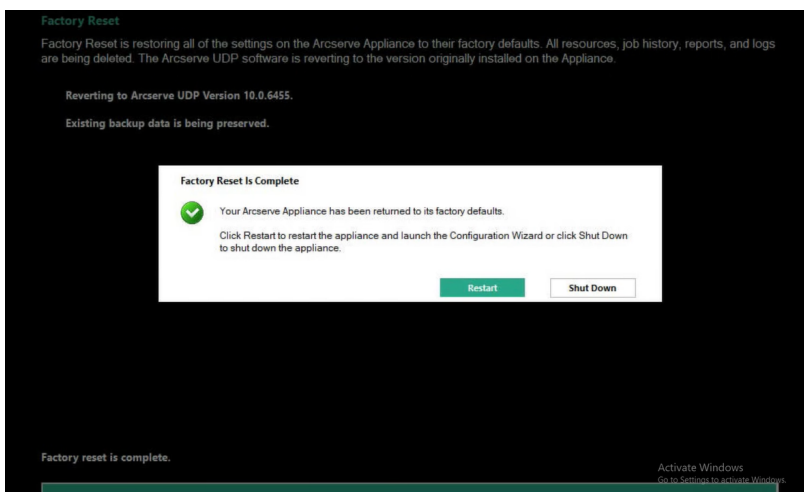 Factory Reset
Factory Reset is restoring all of the settings on the Arcserve Appliance to their factory defaults. All resources, job history, reports, and logs
are being deleted. The Arcserve UDP software is reverting to the version originally installed on the Appliance.
Reverting to Arcserve UDP Version 10.0.6455.
Existing backup data is being preserved.
Factory Reset Is Complete
Your Arcserve Appliance has been returned to its factory defaults.
Click Restart to restart the appliance and launch the Configuration Wizard or click Shut Down
to shut down the appliance.
Restart
Shut Down
Factory reset is complete.
Activate Windows
Go to Settings to activate Windows.